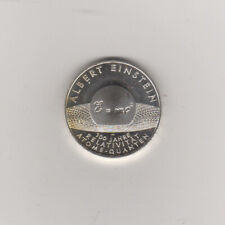 ALBERT EINSTEIN
E=mc²
100 JAHRE
RELATIVITÄT
ATOME·QUANTEN